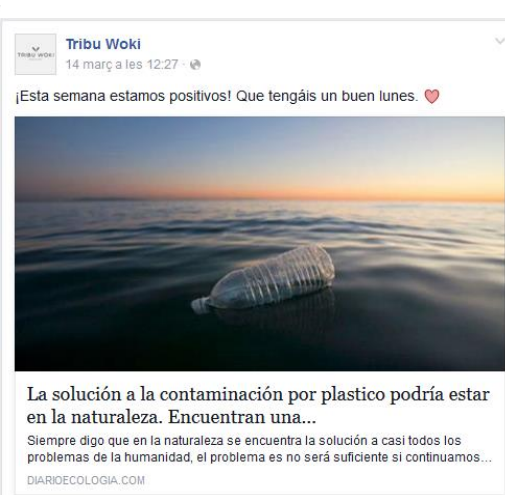 Tribu Woki
TRIBU WOKI
14 març a les 12:27 ·
¡Esta semana estamos positivos! Que tengáis un buen lunes.
La solución a la contaminación por plastico podría estar
en la naturaleza. Encuentran una...
Siempre digo que en la naturaleza se encuentra la solución a casi todos los
problemas de la humanidad, el problema es no será suficiente si continuamos...
DIARIOECOLOGIA.COM